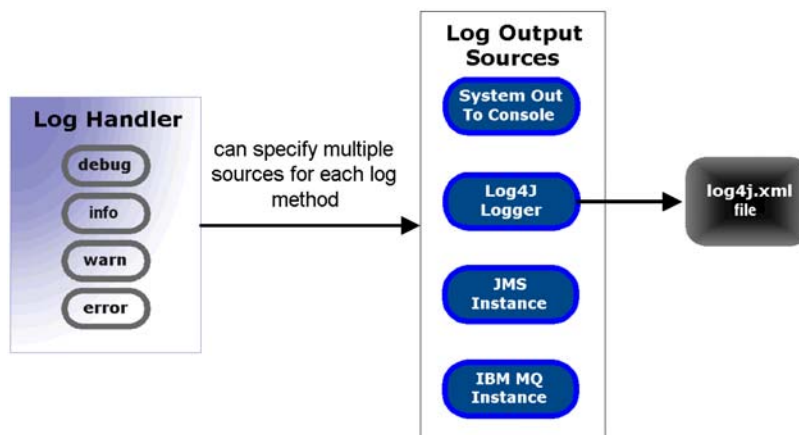 Log Handler
debug
info
warn
error
can specify multiple
sources for each log
method
Log Output
Sources
System Out
To Console
Log4J
Logger
JMS
Instance
IBM MQ
Instance
log4j.xml
file